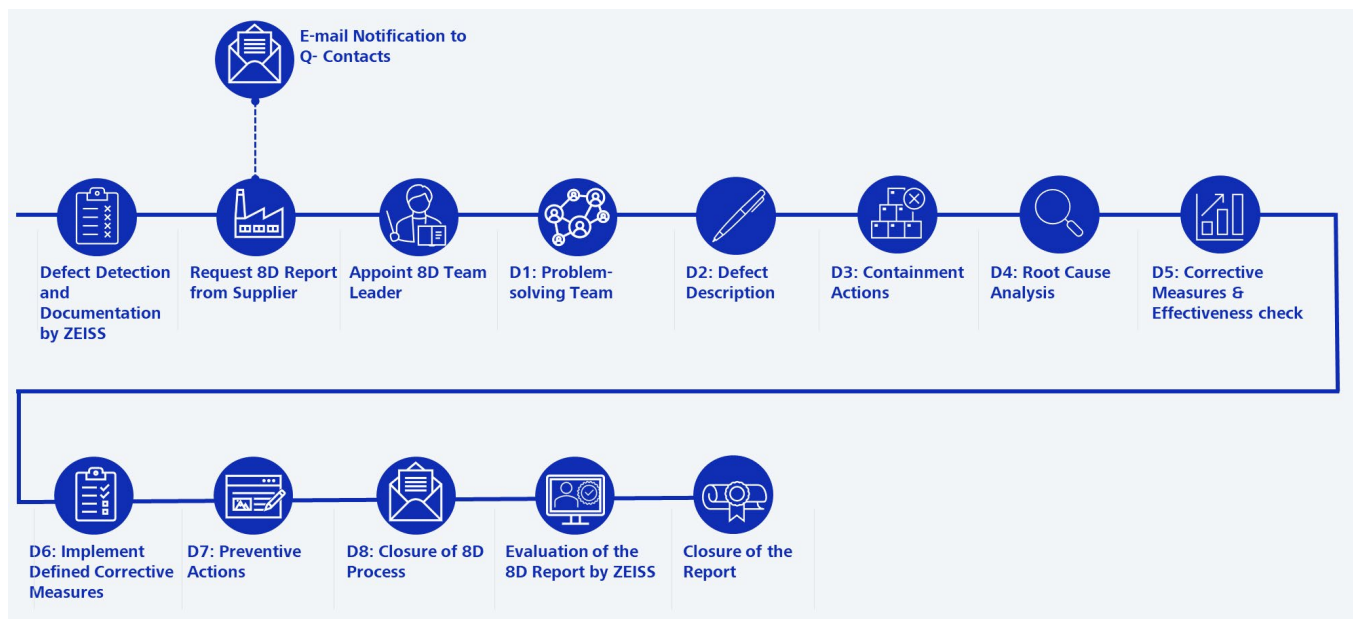 E-mail Notification to
Q- Contacts
Defect Detection
and
Documentation
by ZEISS
Request 8D Report
from Supplier
Appoint 8D Team
Leader
D1: Problem-
solving Team
D2: Defect
Description
D3: Containment
Actions
D4: Root Cause
Analysis
D5: Corrective
Measures &
Effectiveness check
D6: Implement
Defined Corrective
Measures
D7: Preventive
Actions
D8: Closure of 8D
Process
Evaluation of the
8D Report by ZEISS
Closure of the
Report